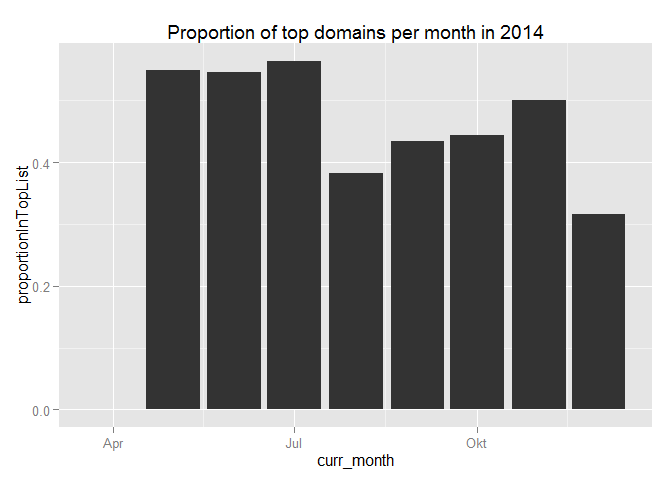 Proportion of top domains per month in 2014
proportionInTopList
0.4
0.2
0.0
Apr Jul Okt
curr_month